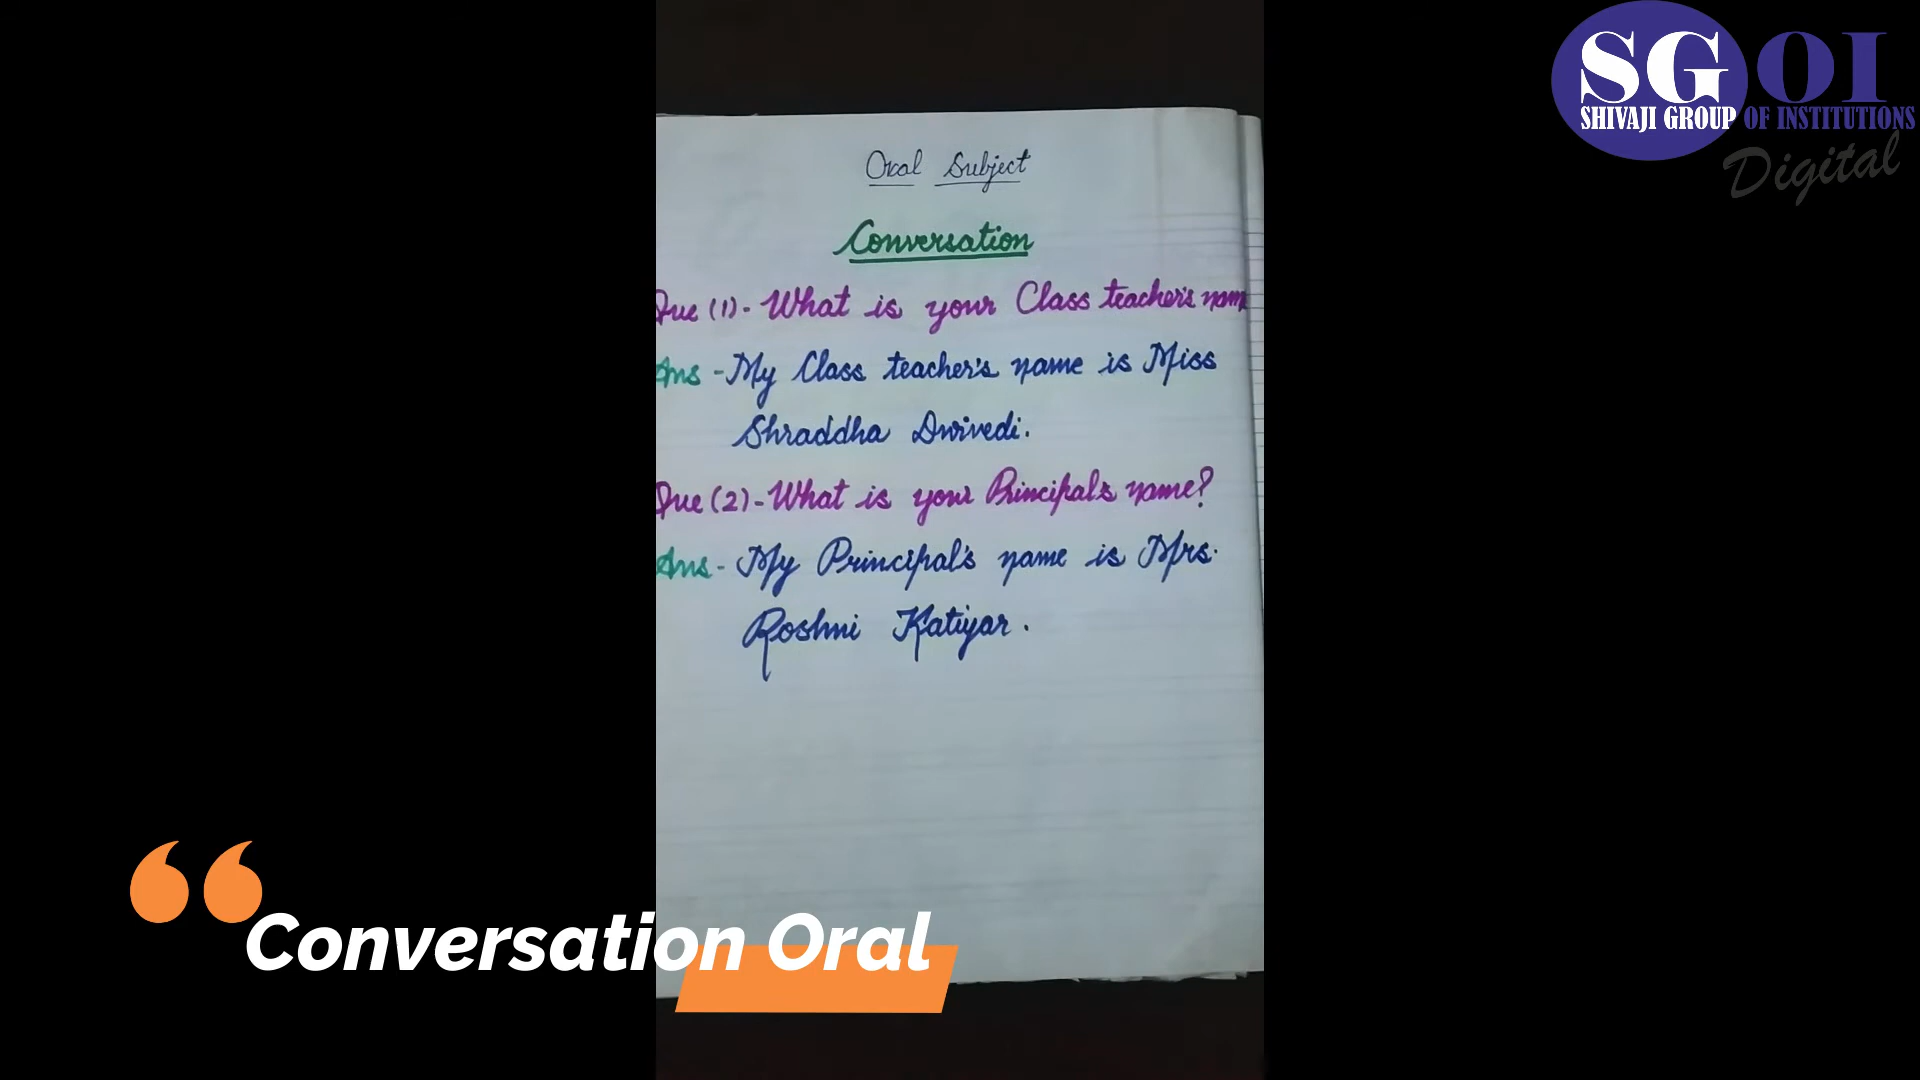 SGOI
SHIVAJI GROUP OF INSTITUTIONS
Digital
Oral Subject
Conversation
Que (1)- What is your Class teacher's name
Ans - My Class teacher's name is Miss
Shraddha Dwivedi.
Que (2)- What is your Principal's name?
Ans - My Principal's name is Mrs.
Roshni Katiyar.
Conversation Oral